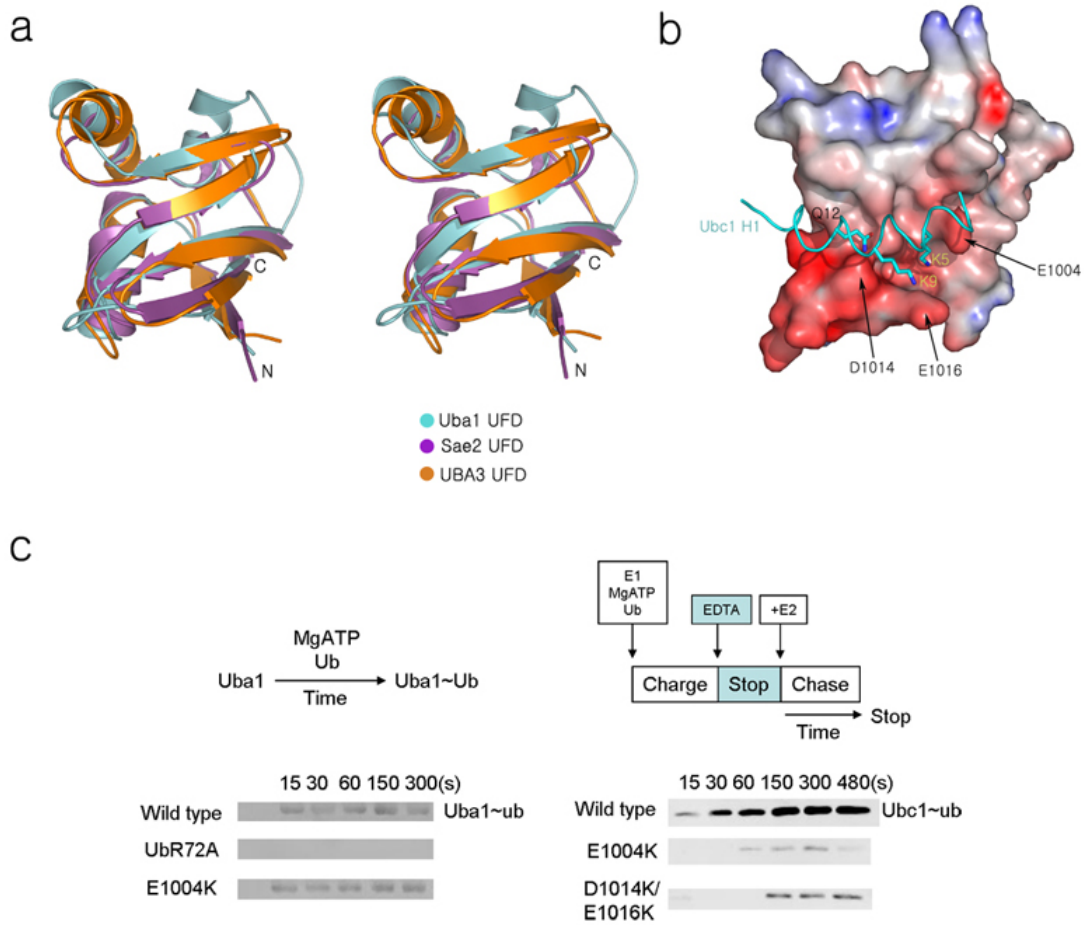 a
C
N
C
N
Uba1 UFD
Sae2 UFD
UBA3 UFD
b
Ubc1 H1
Q12
K5
K9
E1004
D1014
E1016
C
MgATP
Ub
Uba1
Uba1~Ub
Time
15 30 60 150 300(s)
Wild type
Uba1~ub
UbR72A
E1004K
E1
MgATP
Ub
EDTA
+E2
Charge
Stop
Chase
Time
Stop
15 30 60 150 300 480(s)
Wild type
Ubc1~ub
E1004K
D1014K/
E1016K